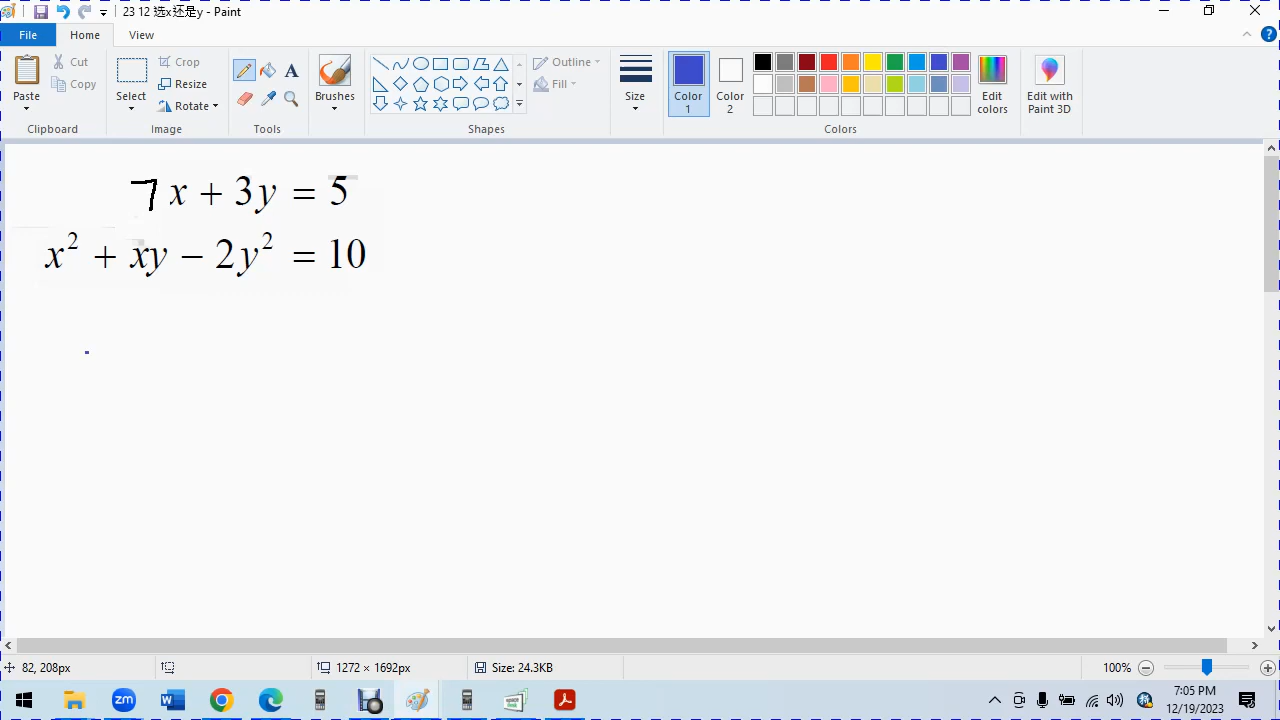 23 12 选x还是y - Paint
File Home View
Paste Cut Copy Select Crop Resize Rotate A Brushes Outline Fill Size Color 1 Color 2 Edit colors Edit with Paint 3D
Clipboard Image Tools Shapes Colors
7x + 3y = 5
x² + xy − 2y² = 10
82, 208px 1272 × 1692px Size: 24.3KB 100%
zm W
7:05 PM
12/19/2023